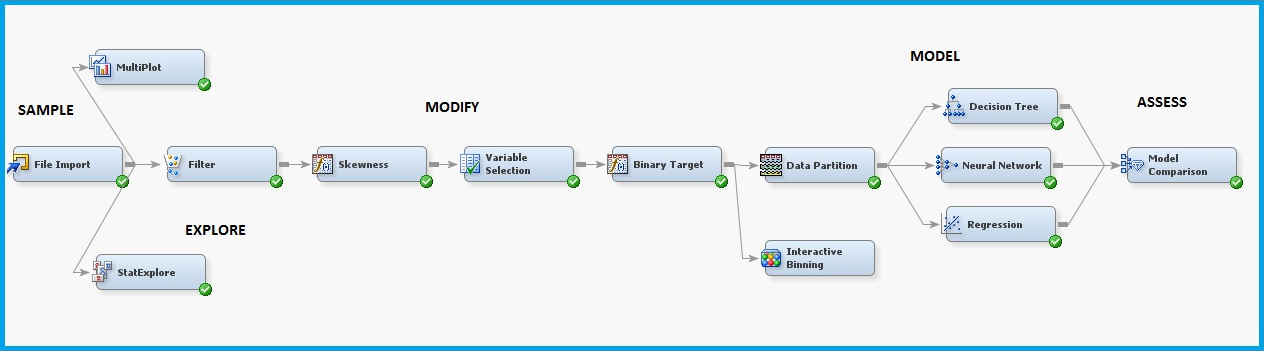 MultiPlot
MODEL
SAMPLE
MODIFY
Decision Tree
ASSESS
File Import
Filter
Skewness
Variable
Selection
Binary Target
Data Partition
Neural Network
Model
Comparison
EXPLORE
Regression
StatExplore
Interactive
Binning